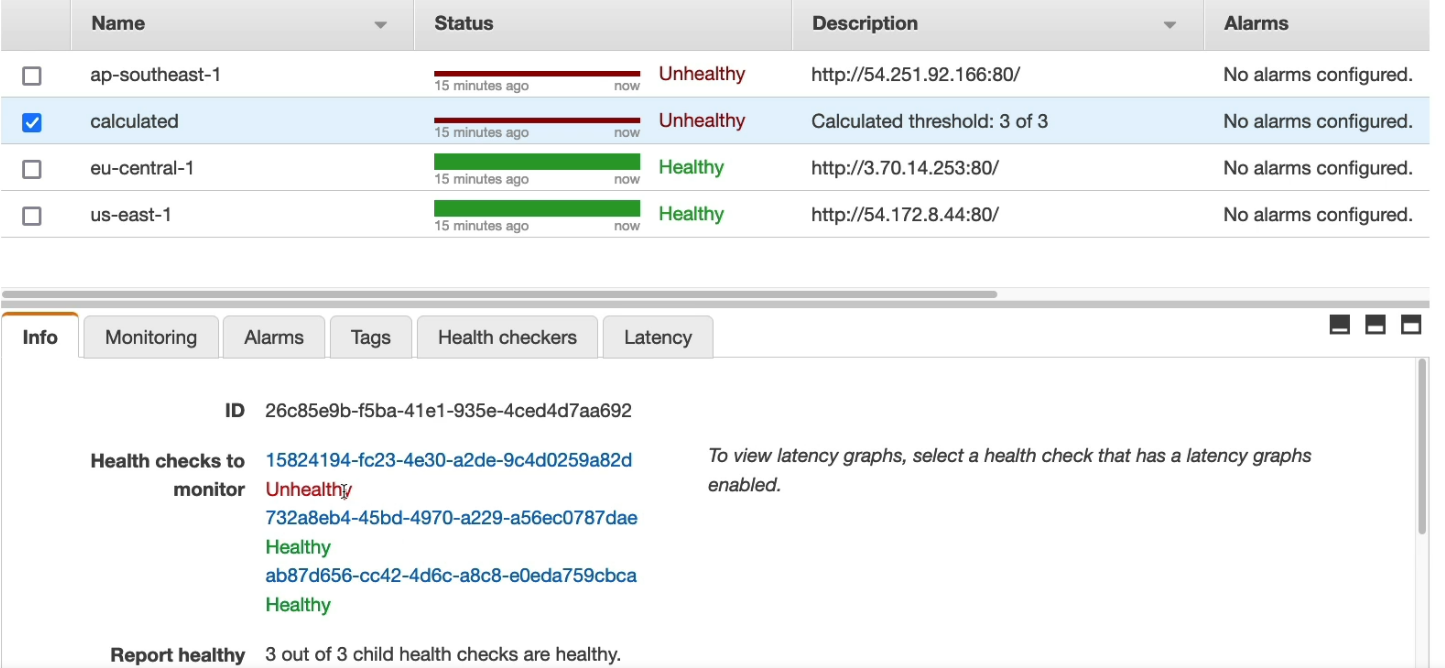 Name Status Description Alarms
ap-southeast-1 Unhealthy http://54.251.92.166:80/ No alarms configured.
15 minutes ago now
calculated Unhealthy Calculated threshold: 3 of 3 No alarms configured.
15 minutes ago now
eu-central-1 Healthy http://3.70.14.253:80/ No alarms configured.
15 minutes ago now
us-east-1 Healthy http://54.172.8.44:80/ No alarms configured.
15 minutes ago now
Info Monitoring Alarms Tags Health checkers Latency
ID 26c85e9b-f5ba-41e1-935e-4ced4d7aa692
Health checks to monitor
15824194-fc23-4e30-a2de-9c4d0259a82d
Unhealthy
732a8eb4-45bd-4970-a229-a56ec0787dae
Healthy
ab87d656-cc42-4d6c-a8c8-e0eda759cbca
Healthy
To view latency graphs, select a health check that has a latency graphs
enabled.
Report healthy 3 out of 3 child health checks are healthy.